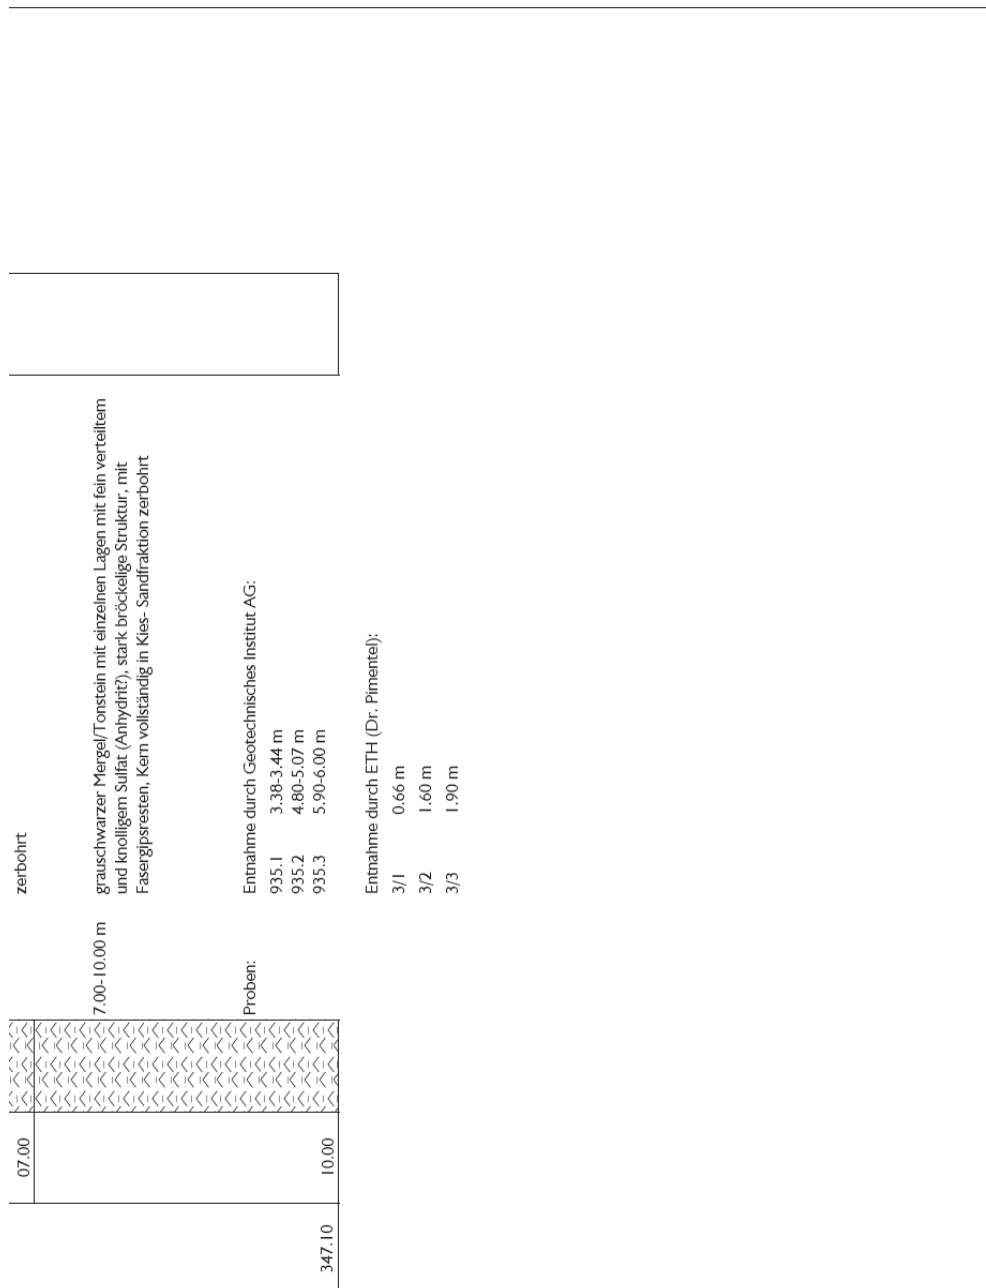 zerbohrt
07.00
7.00-10.00 m grauschwarzer Mergel/Tonstein mit einzelnen Lagen mit fein verteiltem
und knolligem Sulfat (Anhydrit?), stark bröckelige Struktur, mit
Fasergipsresten, Kern vollständig in Kies- Sandfraktion zerbohrt
Proben: Entnahme durch Geotechnisches Institut AG:
935.1 3.38-3.44 m
935.2 4.80-5.07 m
935.3 5.90-6.00 m
347.10 10.00
Entnahme durch ETH (Dr. Pimentel):
3/1 0.66 m
3/2 1.60 m
3/3 1.90 m